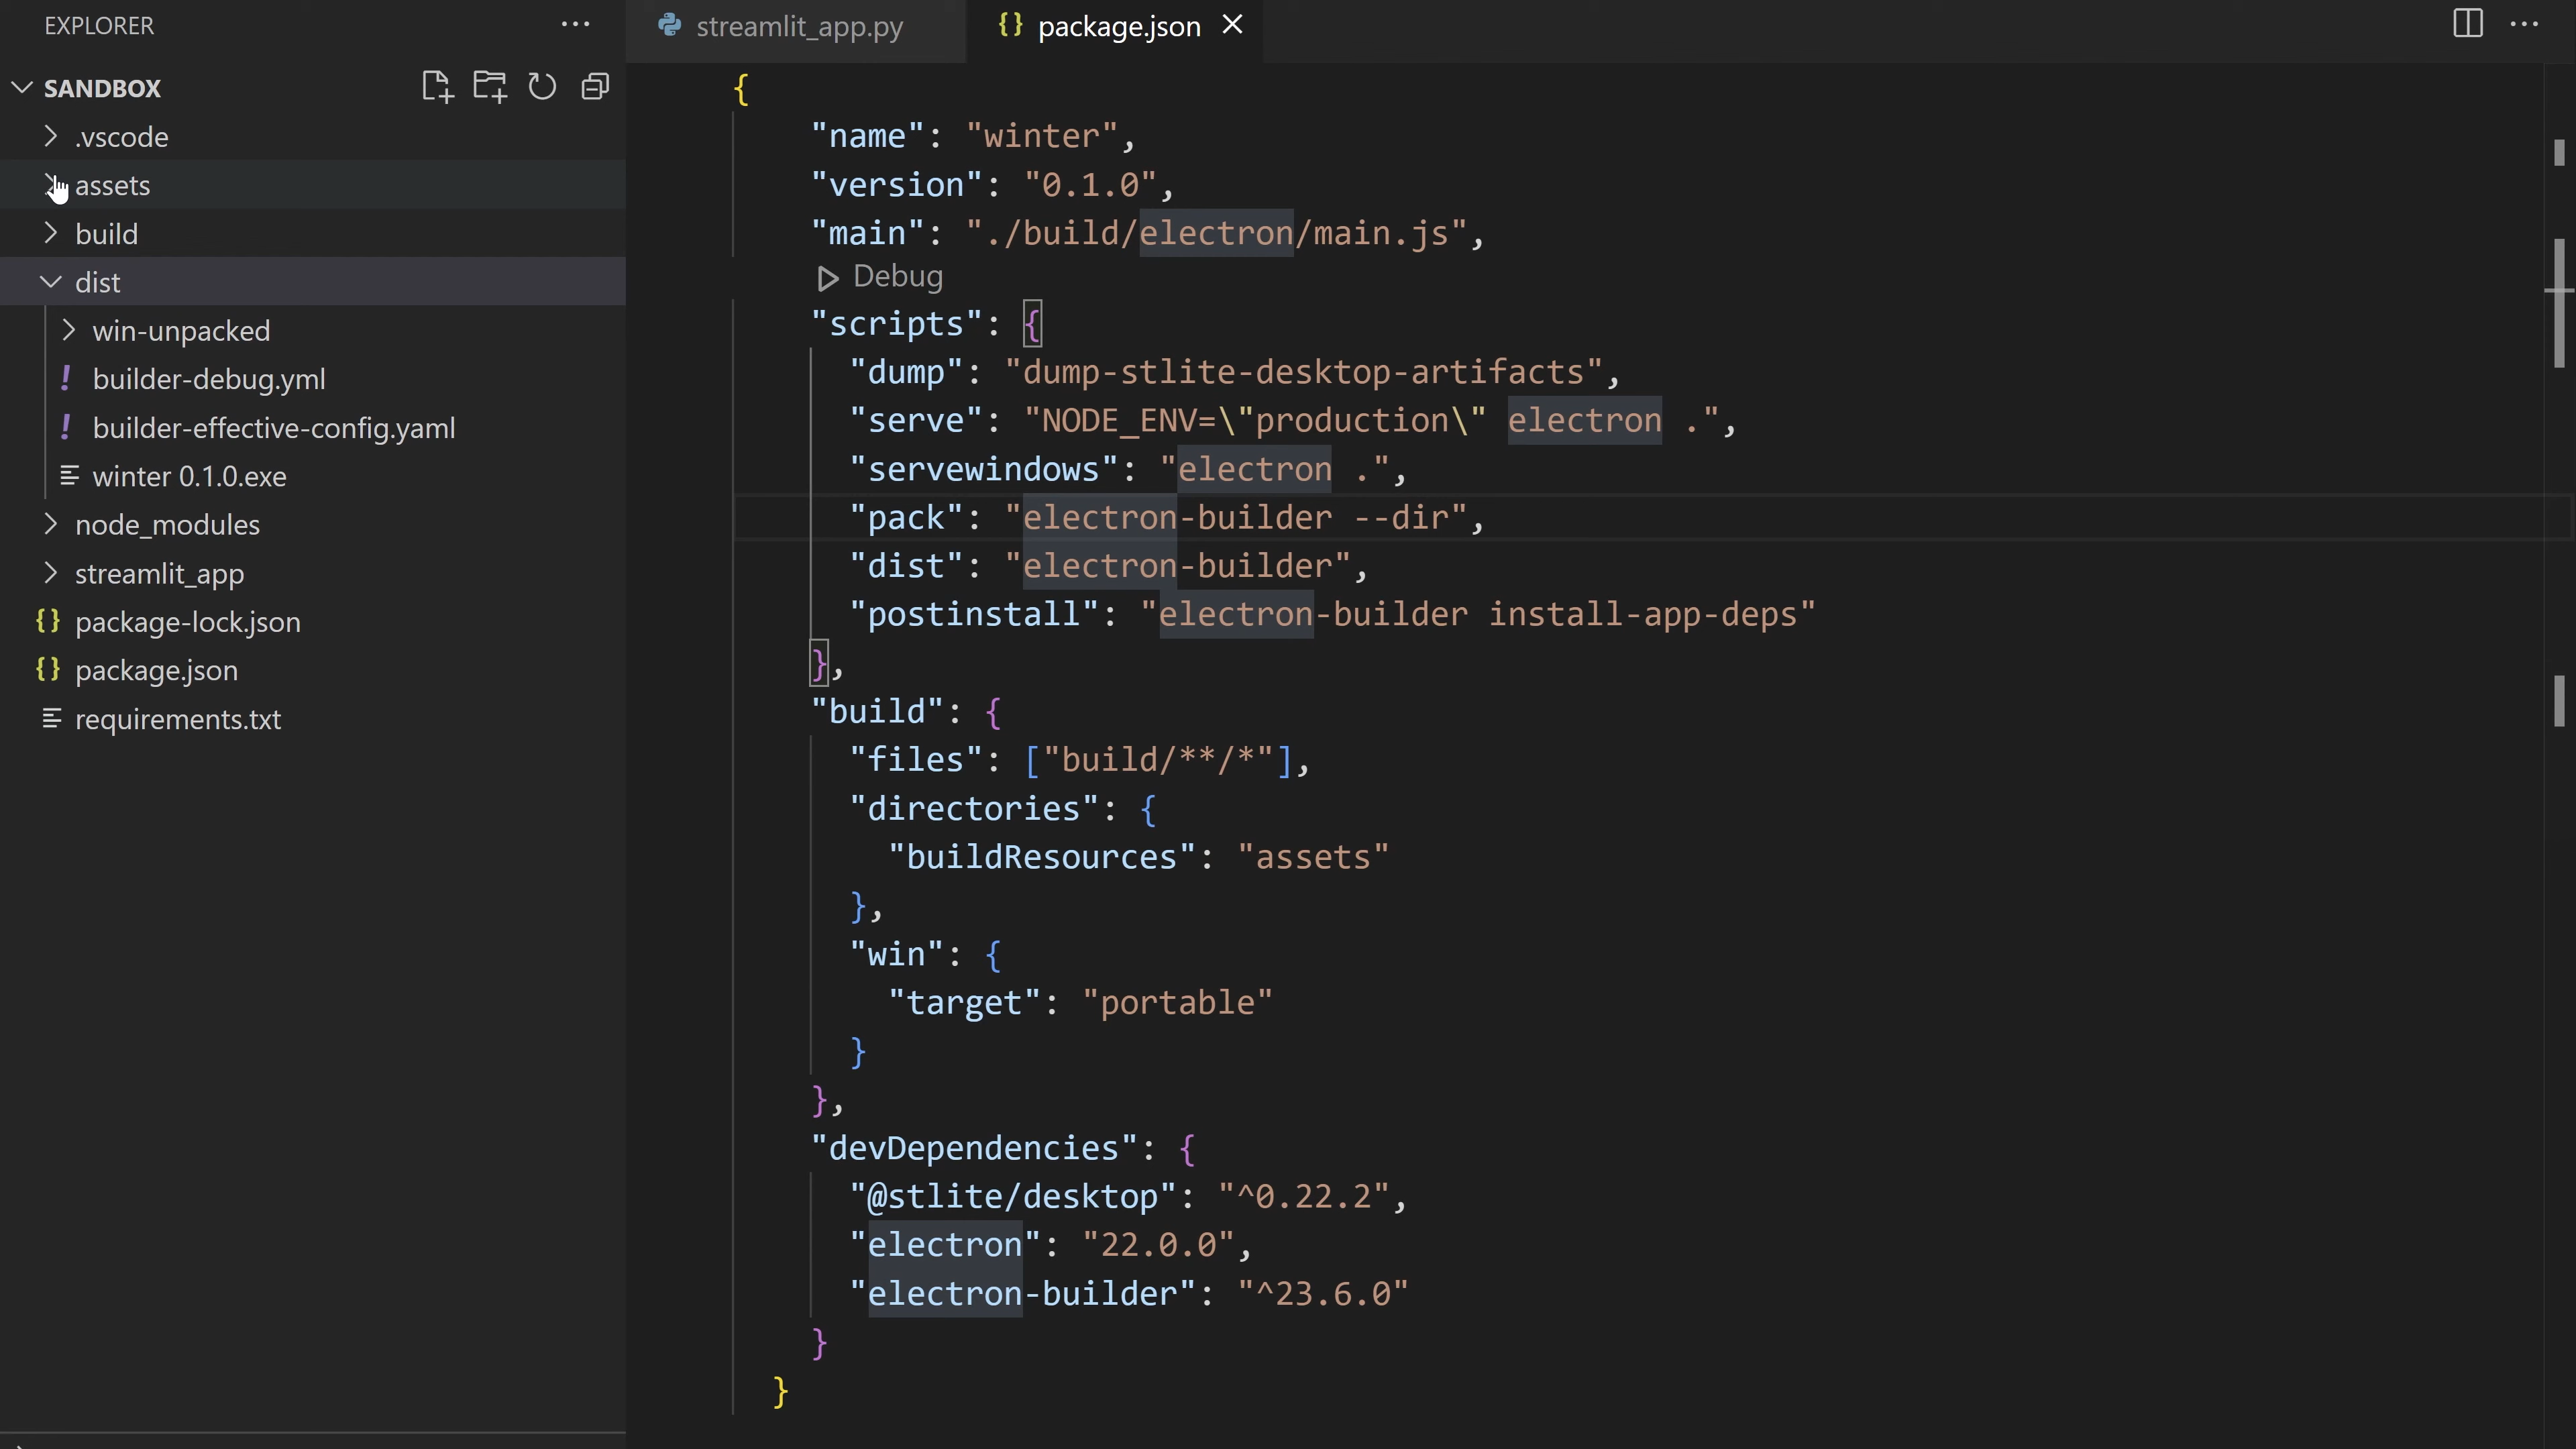 EXPLORER
SANDBOX
.vscode
assets
build
dist
win-unpacked
builder-debug.yml
builder-effective-config.yaml
winter 0.1.0.exe
node_modules
streamlit_app
package-lock.json
package.json
requirements.txt
streamlit_app.py
{} package.json
{
"name": "winter",
"version": "0.1.0",
"main": "./build/electron/main.js",
Debug
"scripts": {
"dump": "dump-stlite-desktop-artifacts",
"serve": "NODE_ENV=\"production\" electron .",
"servewindows": "electron .",
"pack": "electron-builder --dir",
"dist": "electron-builder",
"postinstall": "electron-builder install-app-deps"
},
"build": {
"files": ["build/**/*"],
"directories": {
"buildResources": "assets"
},
"win": {
"target": "portable"
}
},
"devDependencies": {
"@stlite/desktop": "^0.22.2",
"electron": "22.0.0",
"electron-builder": "^23.6.0"
}
}